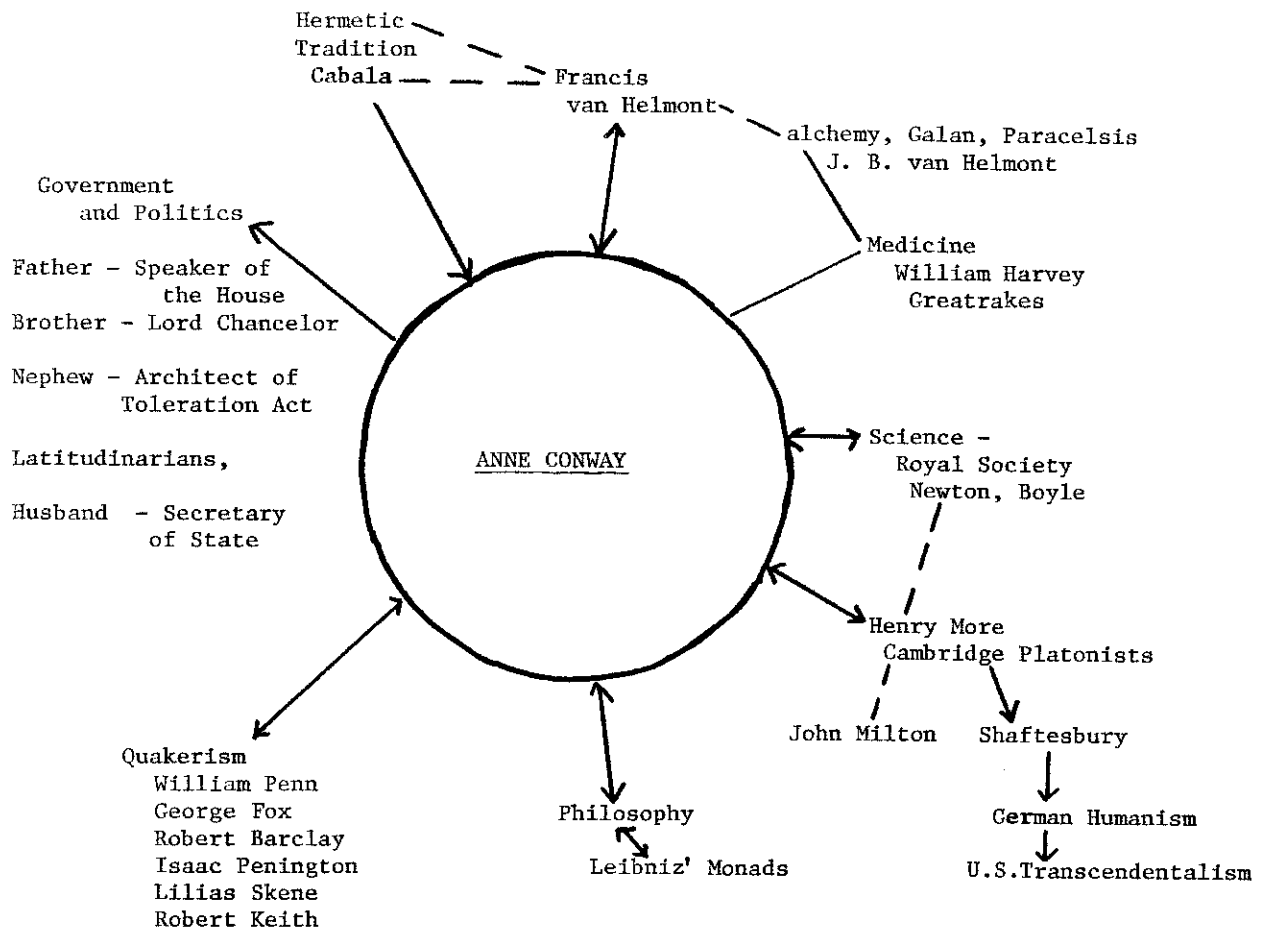 Hermetic
Tradition
Cabala
Francis
van Helmont
alchemy, Galan, Paracelsis
J. B. van Helmont
Government
and Politics
Medicine
William Harvey
Greatrakes
Father - Speaker of
the House
Brother - Lord Chancelor
Nephew - Architect of
Toleration Act
Latitudinarians,
Husband - Secretary
of State
ANNE CONWAY
Science -
Royal Society
Newton, Boyle
Henry More
Cambridge Platonists
John Milton
Shaftesbury
German Humanism
U.S.Transcendentalism
Philosophy
Leibniz' Monads
Quakerism
William Penn
George Fox
Robert Barclay
Isaac Penington
Lilias Skene
Robert Keith